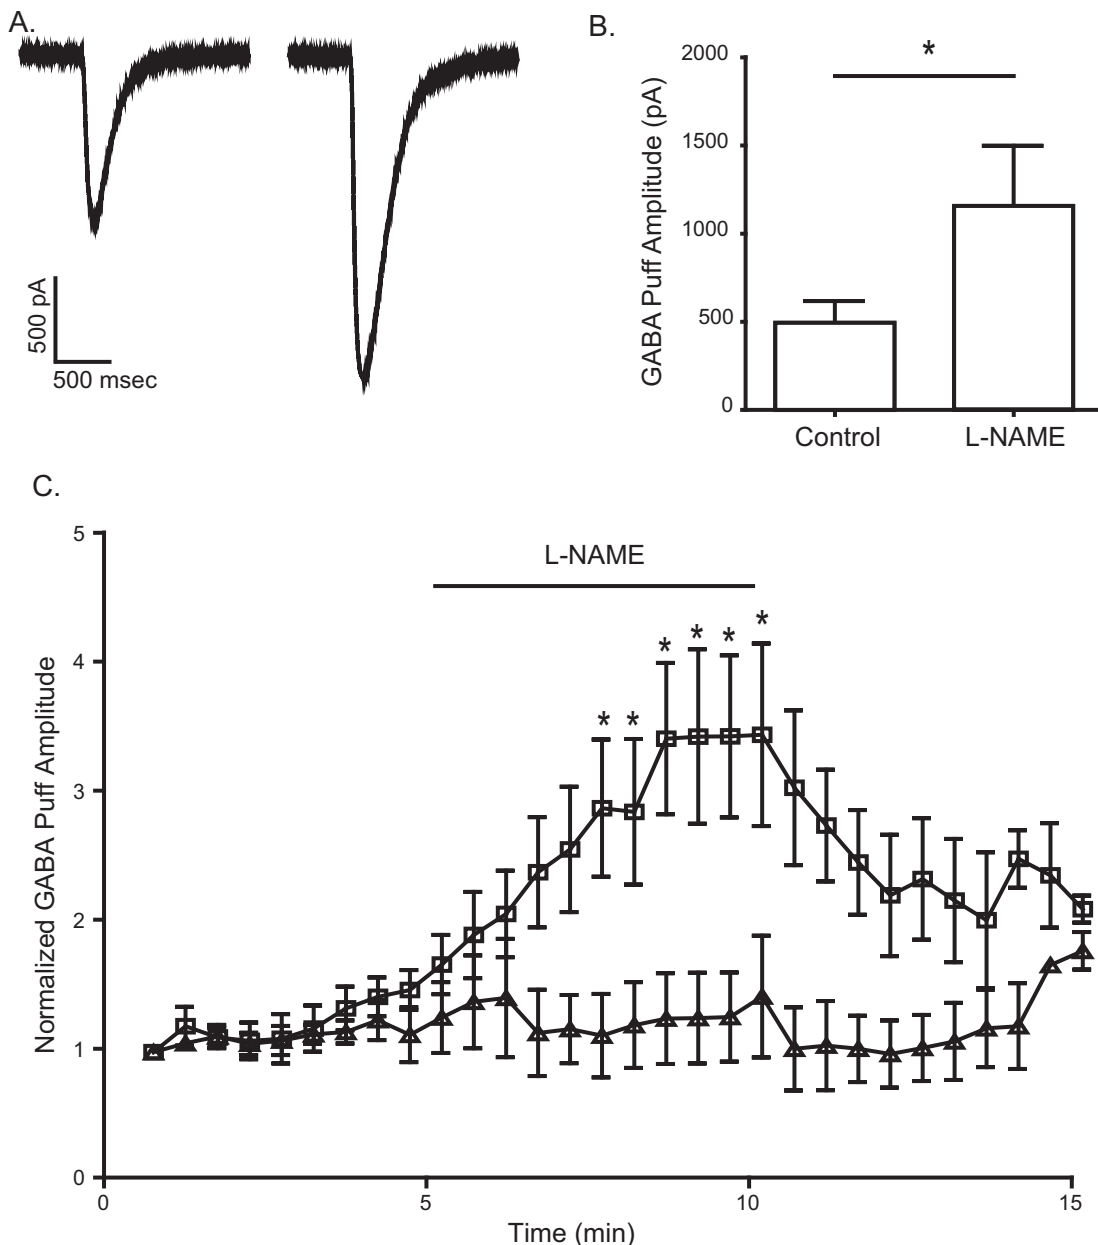 A.
500 pA
500 msec
B.
*
GABA Puff Amplitude (pA)
2000
1500
1000
500
0
Control
L-NAME
C.
L-NAME
* * * * * *
Normalized GABA Puff Amplitude
5
4
3
2
1
0
0
5
10
15
Time (min)